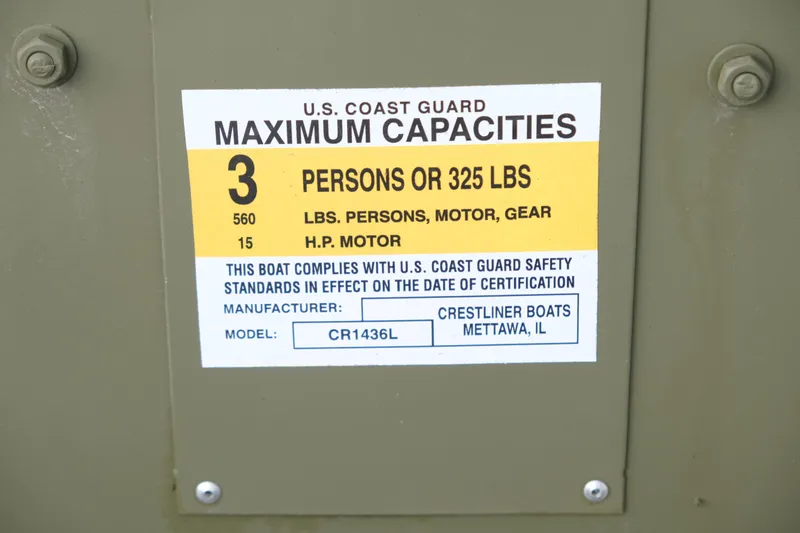 U.S. COAST GUARD
MAXIMUM CAPACITIES
3 PERSONS OR 325 LBS
560 LBS. PERSONS, MOTOR, GEAR
15 H.P. MOTOR
THIS BOAT COMPLIES WITH U.S. COAST GUARD SAFETY
STANDARDS IN EFFECT ON THE DATE OF CERTIFICATION
MANUFACTURER: CRESTLINER BOATS
METTAWA, IL
MODEL: CR1436L